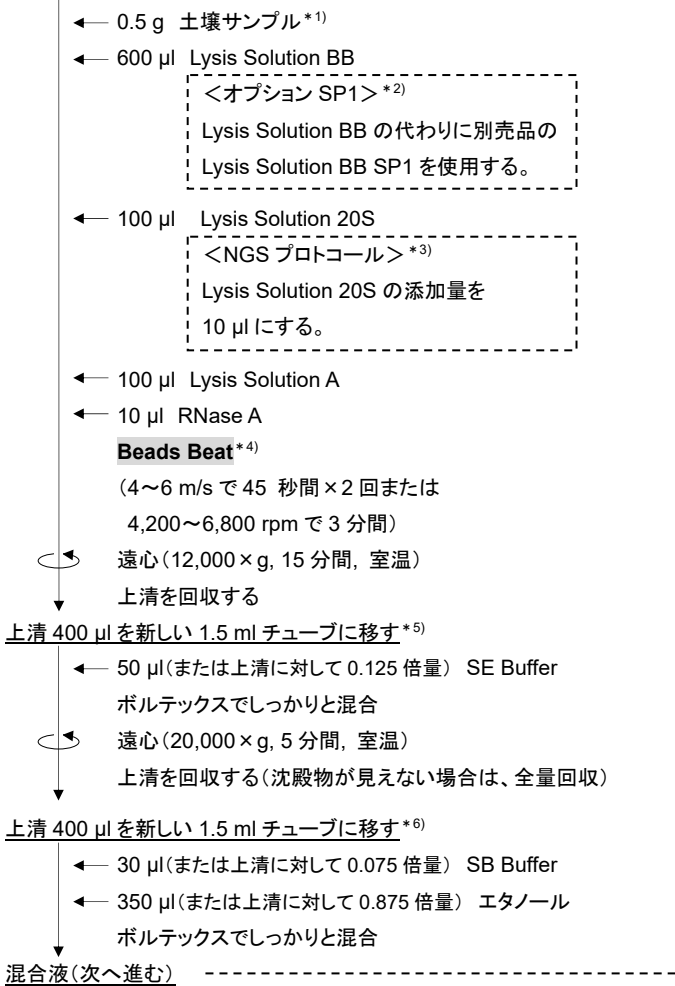 0.5 g 土壌サンプル*1)
600 µl Lysis Solution BB
＜オプション SP1＞*2)
Lysis Solution BB の代わりに別売品の
Lysis Solution BB SP1 を使用する。
100 µl Lysis Solution 20S
＜NGS プロトコール＞*3)
Lysis Solution 20S の添加量を
10 µl にする。
100 µl Lysis Solution A
10 µl RNase A
Beads Beat*4)
（4～6 m/s で 45 秒間×2 回または
4,200～6,800 rpm で 3 分間）
遠心（12,000×g, 15 分間, 室温）
上清を回収する
上清 400 µl を新しい 1.5 ml チューブに移す*5)
50 µl（または上清に対して 0.125 倍量） SE Buffer
ボルテックスでしっかりと混合
遠心（20,000×g, 5 分間, 室温）
上清を回収する（沈殿物が見えない場合は、全量回収）
上清 400 µl を新しい 1.5 ml チューブに移す*6)
30 µl（または上清に対して 0.075 倍量） SB Buffer
350 µl（または上清に対して 0.875 倍量） エタノール
ボルテックスでしっかりと混合
混合液（次へ進む）